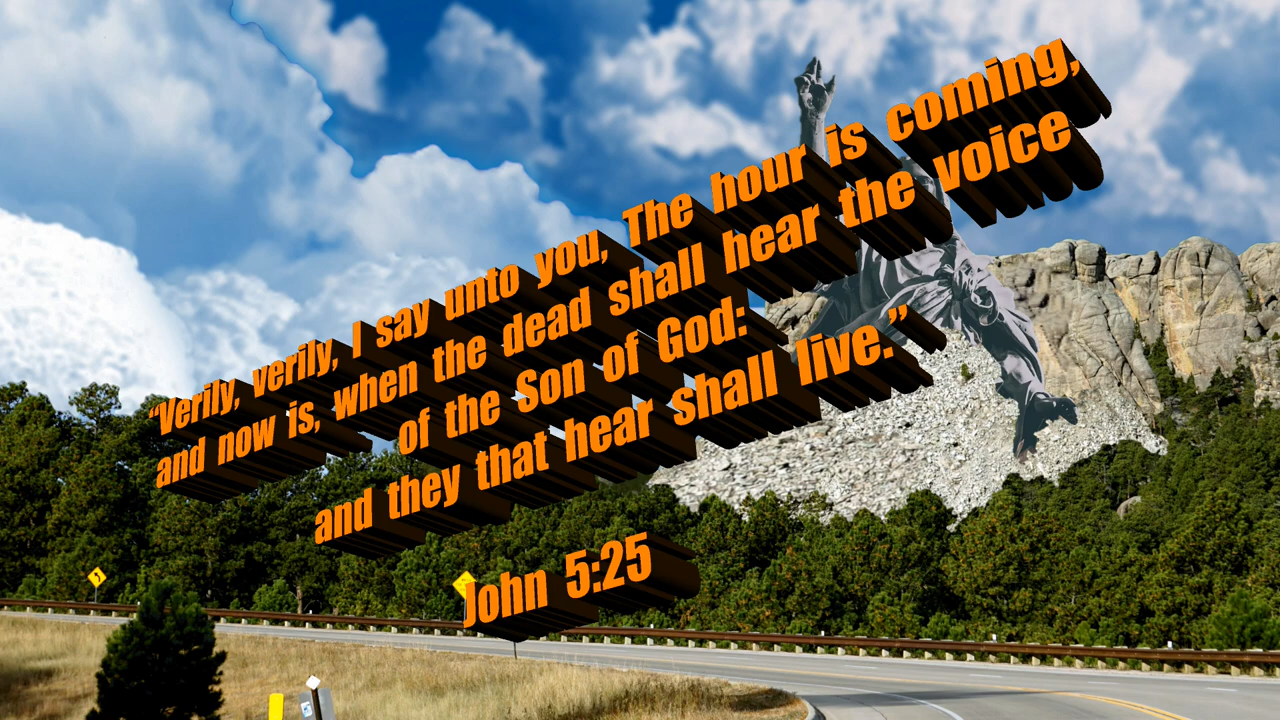 “Verily, verily, I say unto you, The hour is coming,
and now is, when the dead shall hear the voice
of the Son of God:
and they that hear shall live.”
John 5:25